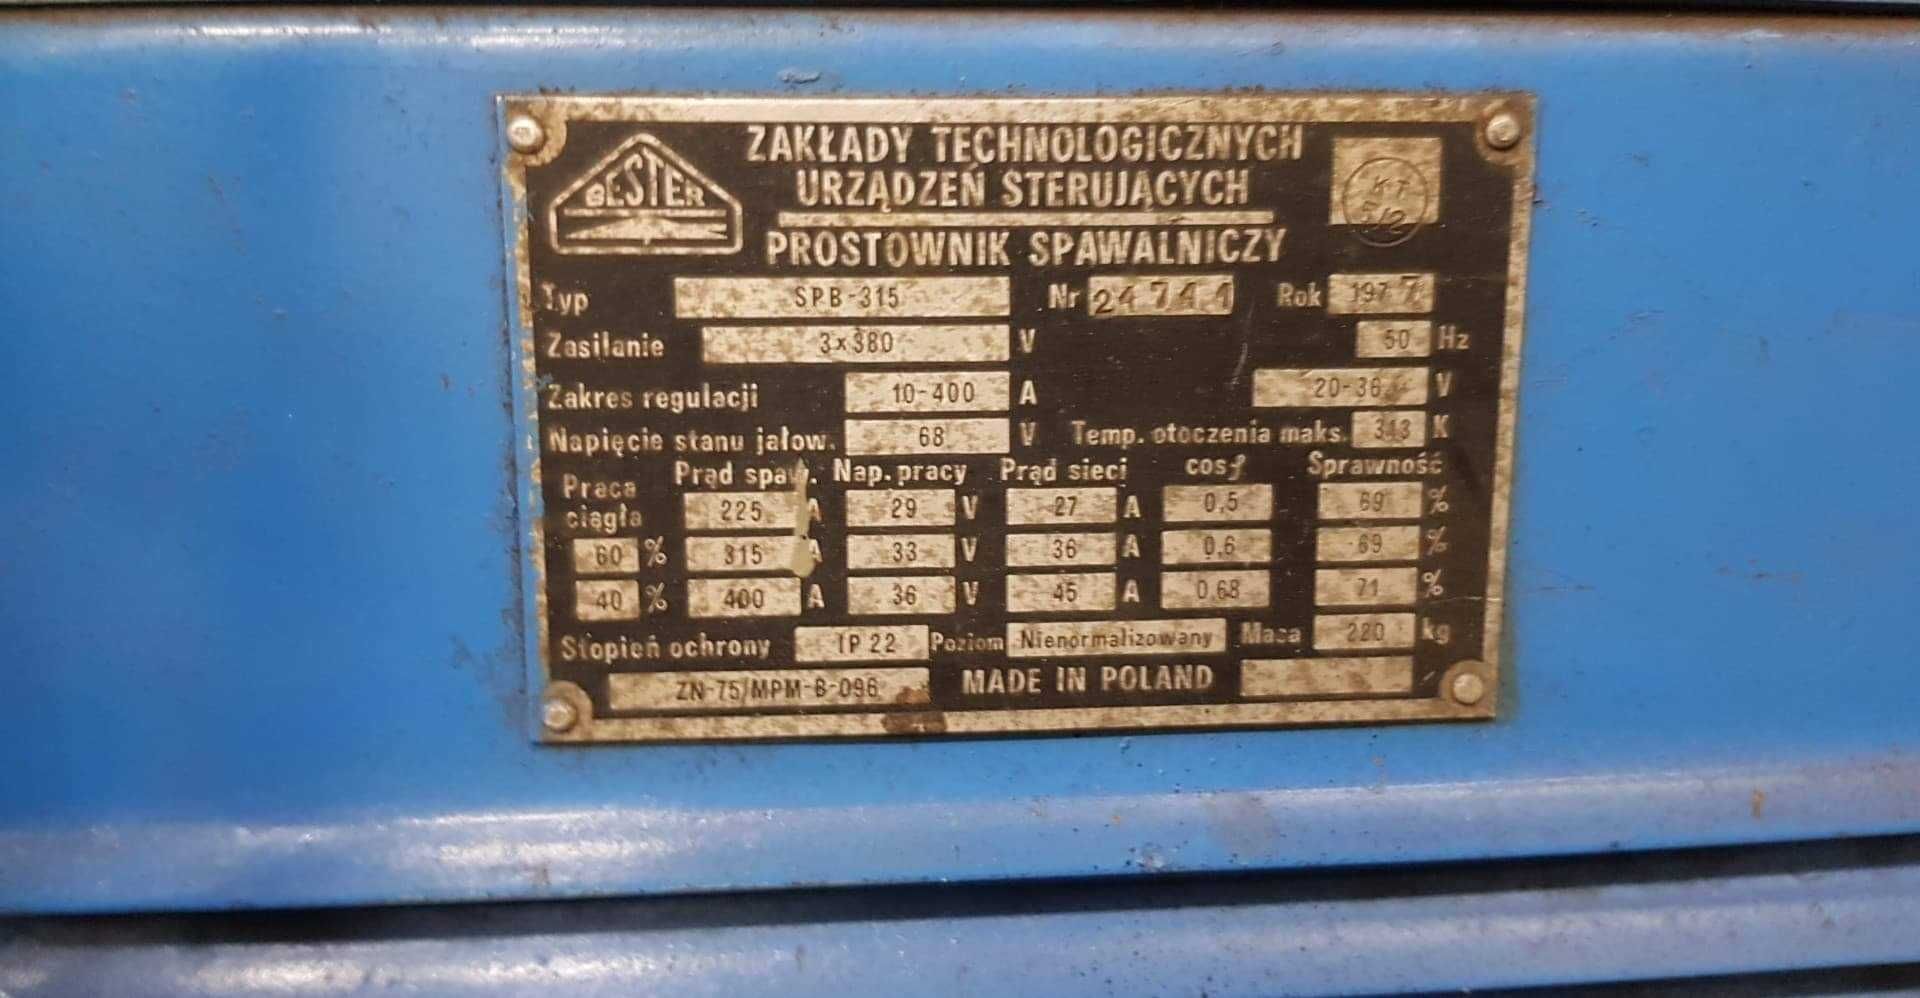 BESTER
ZAKŁADY TECHNOLOGICZNYCH
URZĄDZEŃ STERUJĄCYCH
PROSTOWNIK SPAWALNICZY
KT
Typ SPB-315 Nr 24741 Rok 1977
Zasilanie 3x380 V 50 Hz
Zakres regulacji 10-400 A 20-36 V
Napięcie stanu jałow. 68 V Temp. otoczenia maks. 313 K
Prąd spaw. Nap. pracy Prąd sieci cosφ Sprawność
Praca ciągła 225 A 29 V 27 A 0,5 69 %
60 % 315 A 33 V 36 A 0,6 69 %
40 % 400 A 36 V 45 A 0,68 71 %
Stopień ochrony IP 22 Poziom Nienormalizowany Masa 220 kg
ZN-75/MPM-8-096 MADE IN POLAND